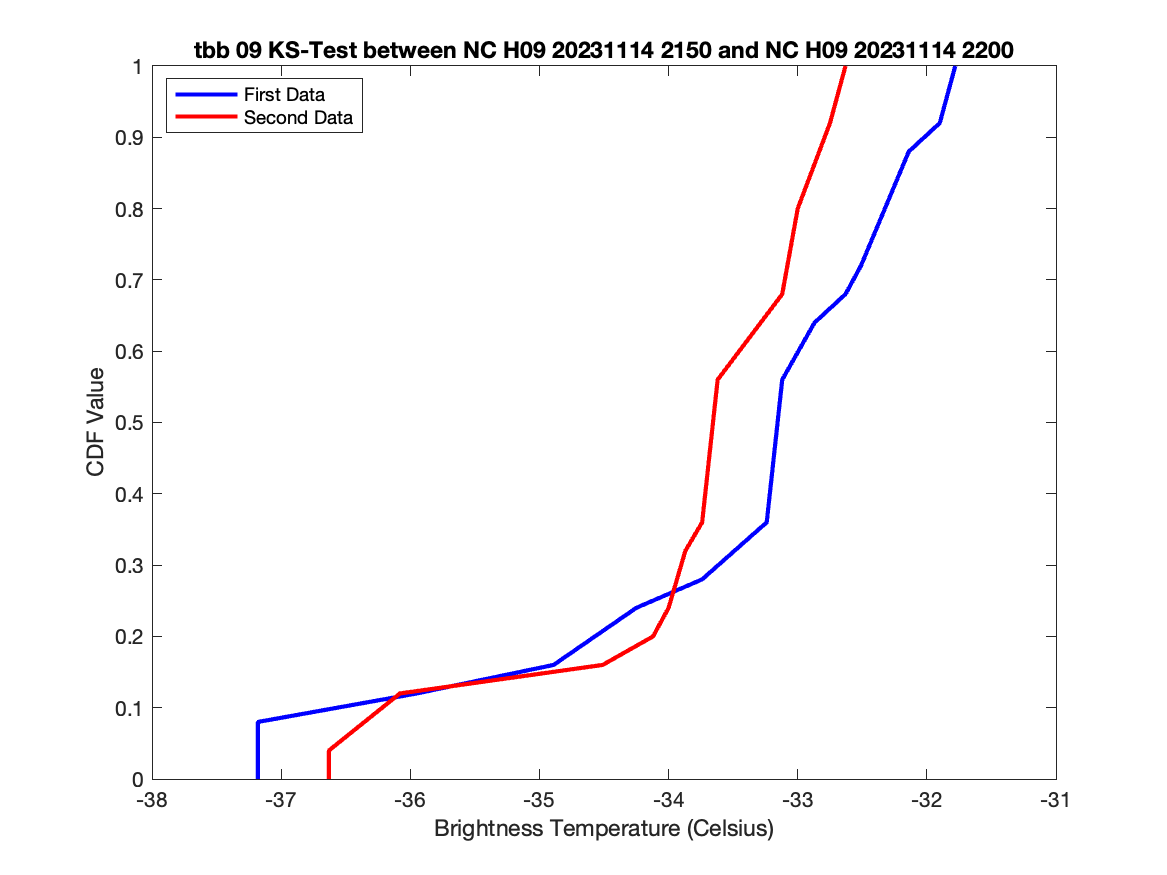 tbb 09 KS-Test between NC H09 20231114 2150 and NC H09 20231114 2200
First Data
Second Data
1
0.9
0.8
0.7
0.6
0.5
0.4
0.3
0.2
0.1
0
CDF Value
-38 -37 -36 -35 -34 -33 -32 -31
Brightness Temperature (Celsius)